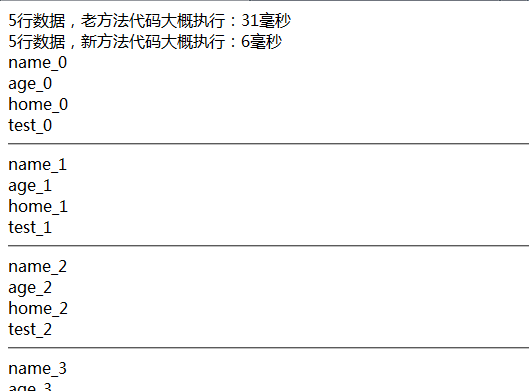 5行数据，老方法代码大概执行：31毫秒
5行数据，新方法代码大概执行：6毫秒
name_0
age_0
home_0
test_0
name_1
age_1
home_1
test_1
name_2
age_2
home_2
test_2
name_3
age_3